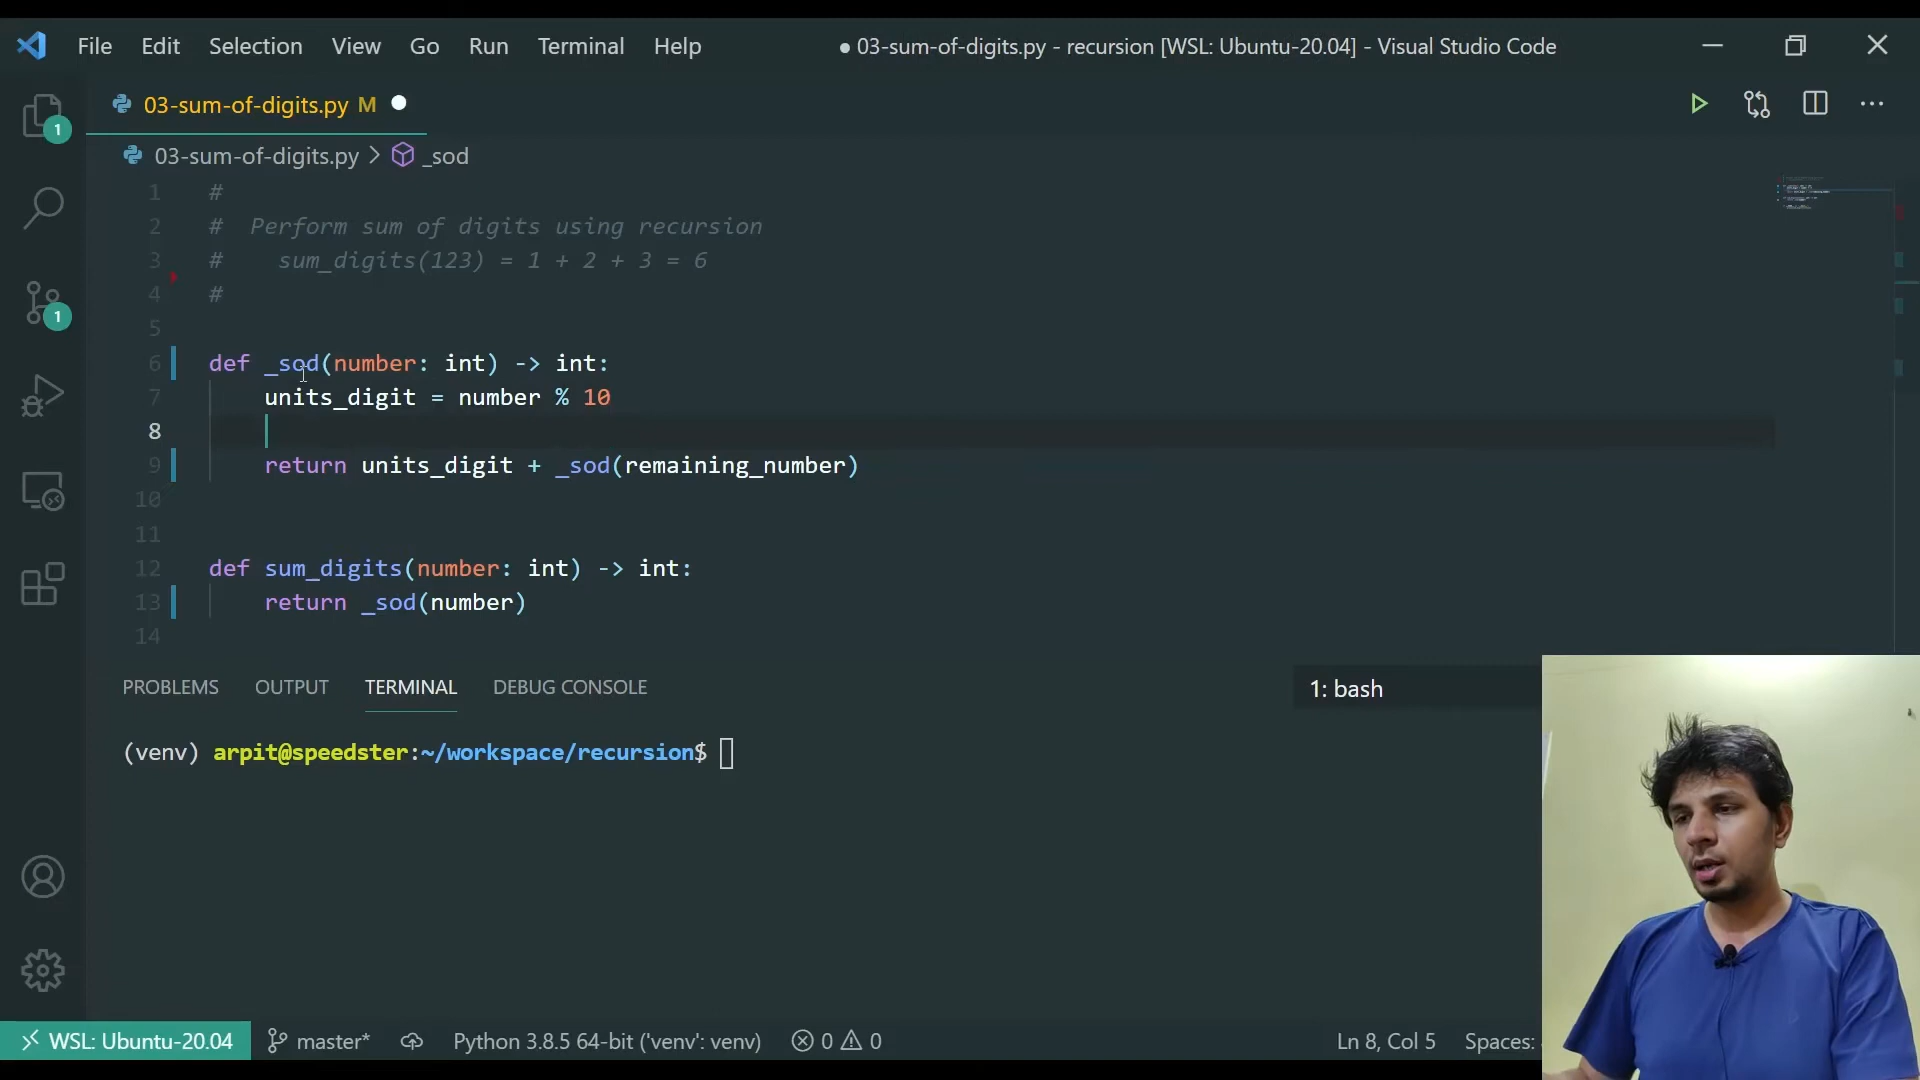 File Edit Selection View Go Run Terminal Help
● 03-sum-of-digits.py - recursion [WSL: Ubuntu-20.04] - Visual Studio Code
03-sum-of-digits.py M
03-sum-of-digits.py > _sod
1 #
2 #  Perform sum of digits using recursion
3 #    sum_digits(123) = 1 + 2 + 3 = 6
4 #
5
6 def _sod(number: int) -> int:
7     units_digit = number % 10
8
9     return units_digit + _sod(remaining_number)
10
11
12 def sum_digits(number: int) -> int:
13     return _sod(number)
14
1
1
PROBLEMS OUTPUT TERMINAL DEBUG CONSOLE
1: bash
(venv) arpit@speedster:~/workspace/recursion$
WSL: Ubuntu-20.04 master* Python 3.8.5 64-bit ('venv': venv) 0 0 Ln 8, Col 5 Spaces: